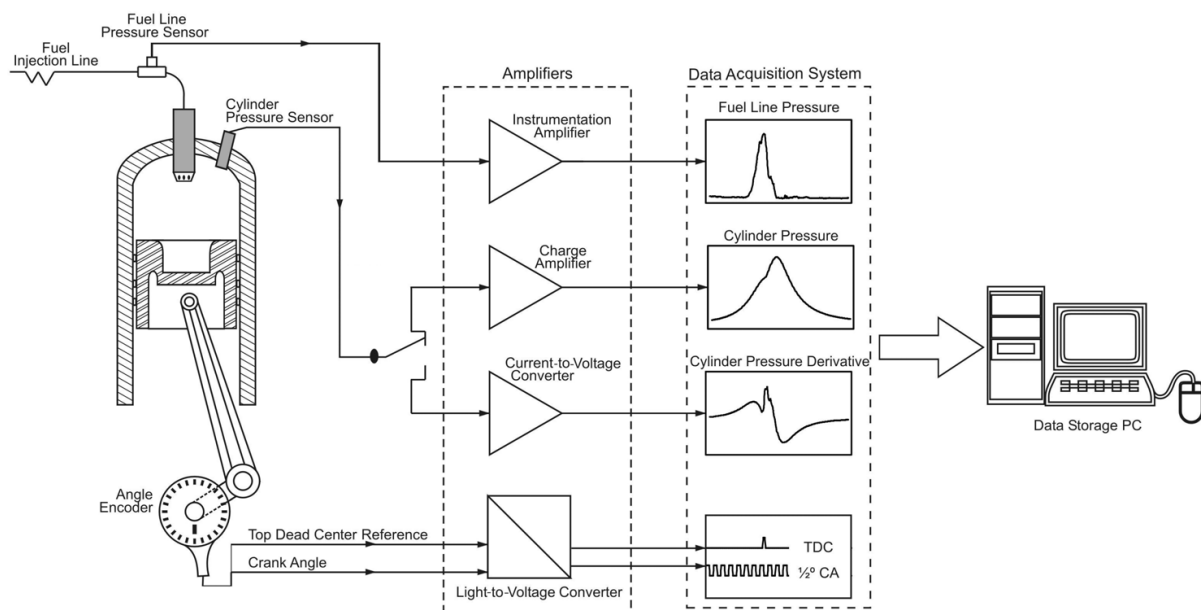 Fuel Line
Pressure Sensor
Fuel
Injection Line
Cylinder
Pressure Sensor
Amplifiers
Data Acquisition System
Instrumentation
Amplifier
Fuel Line Pressure
Charge
Amplifier
Cylinder Pressure
Current-to-Voltage
Converter
Cylinder Pressure Derivative
Data Storage PC
Angle
Encoder
Top Dead Center Reference
Crank Angle
Light-to-Voltage Converter
TDC
½º CA